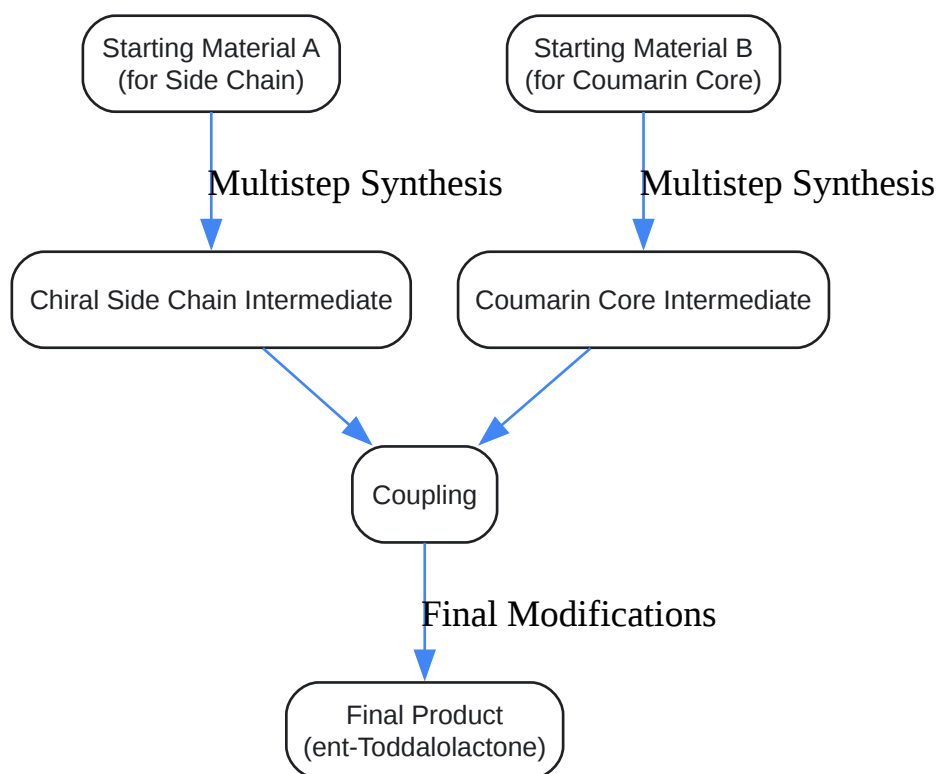 Starting Material A
(for Side Chain)
Starting Material B
(for Coumarin Core)
Multistep Synthesis
Multistep Synthesis
Chiral Side Chain Intermediate
Coumarin Core Intermediate
Coupling
Final Modifications
Final Product
(ent-Toddalolactone)